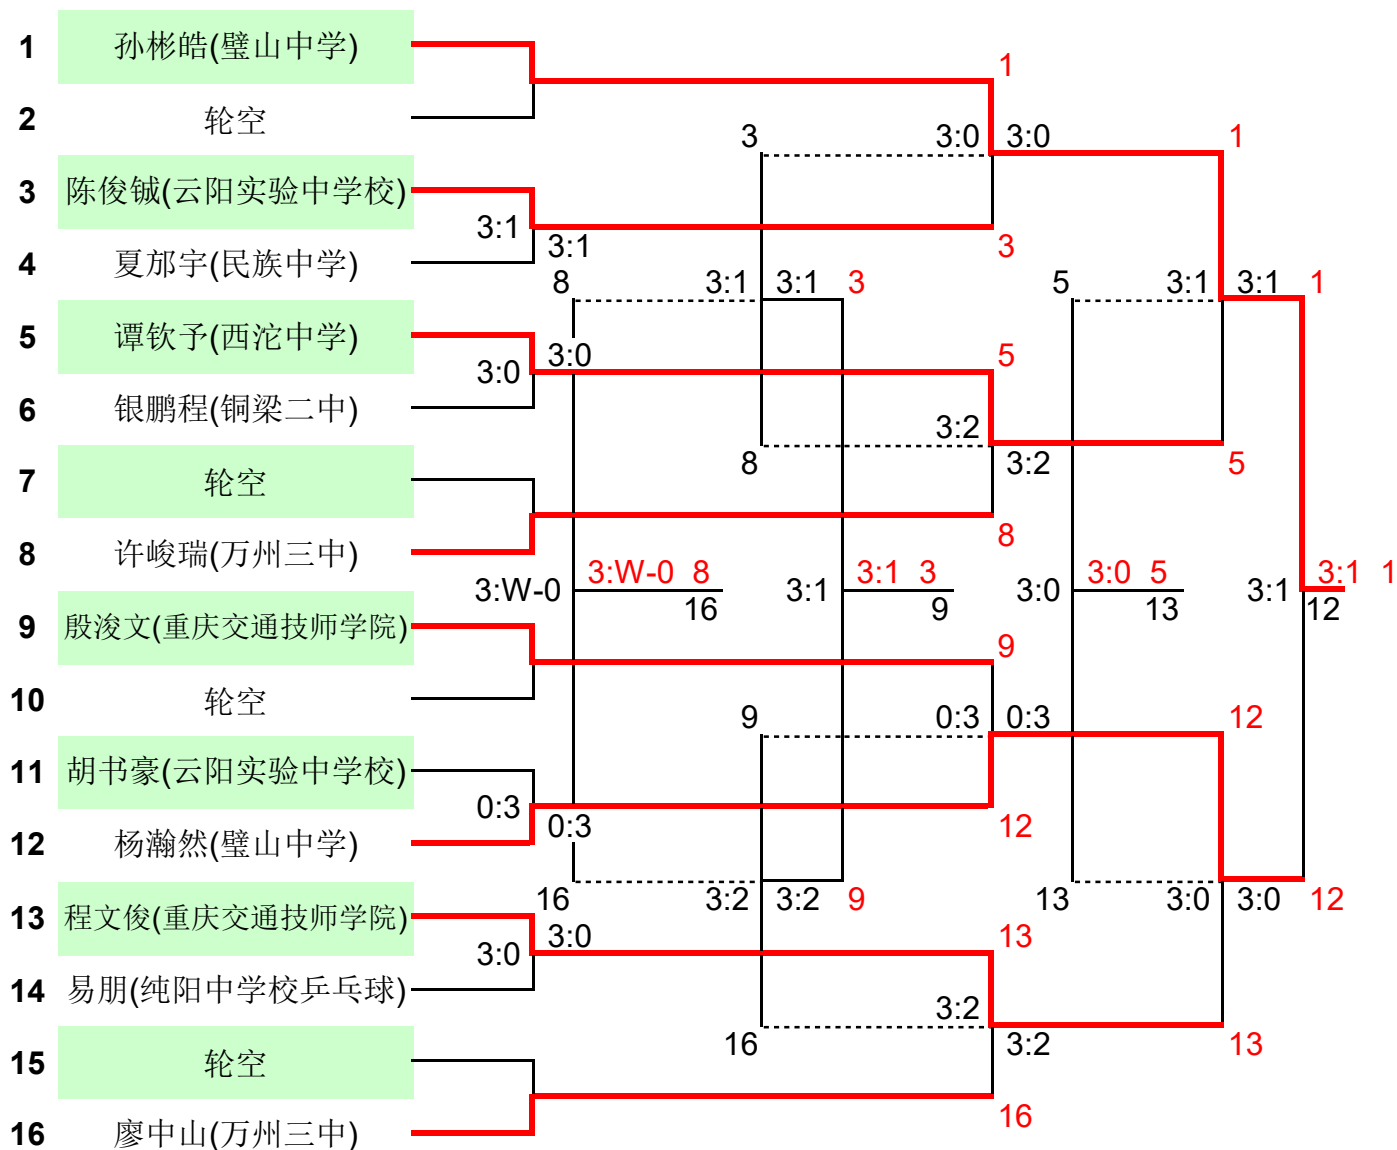 1 孙彬皓(璧山中学) 1
2 轮空 3 3:0 3:0 1
3 陈俊铖(云阳实验中学校) 3:1 3:1 3
4 夏邡宇(民族中学) 8 3:1 3:1 3 5 3:1 3:1 1
5 谭钦予(西沱中学) 3:0 3:0 5
6 银鹏程(铜梁二中) 3:2
7 轮空 8 3:2 5
8 许峻瑞(万州三中) 8
3:W-0 3:W-0 8 3:1 3:1 3 3:0 3:0 5 3:1 3:1 1
16 9 13 12
9 殷浚文(重庆交通技师学院) 9
10 轮空 9 0:3 0:3 12
11 胡书豪(云阳实验中学校) 0:3 0:3 12
12 杨瀚然(璧山中学)
16 3:2 3:2 9 13 3:0 3:0 12
13 程文俊(重庆交通技师学院) 3:0 3:0 13
14 易朋(纯阳中学校乒乓球) 3:2
15 轮空 16 3:2 13
16 廖中山(万州三中) 16